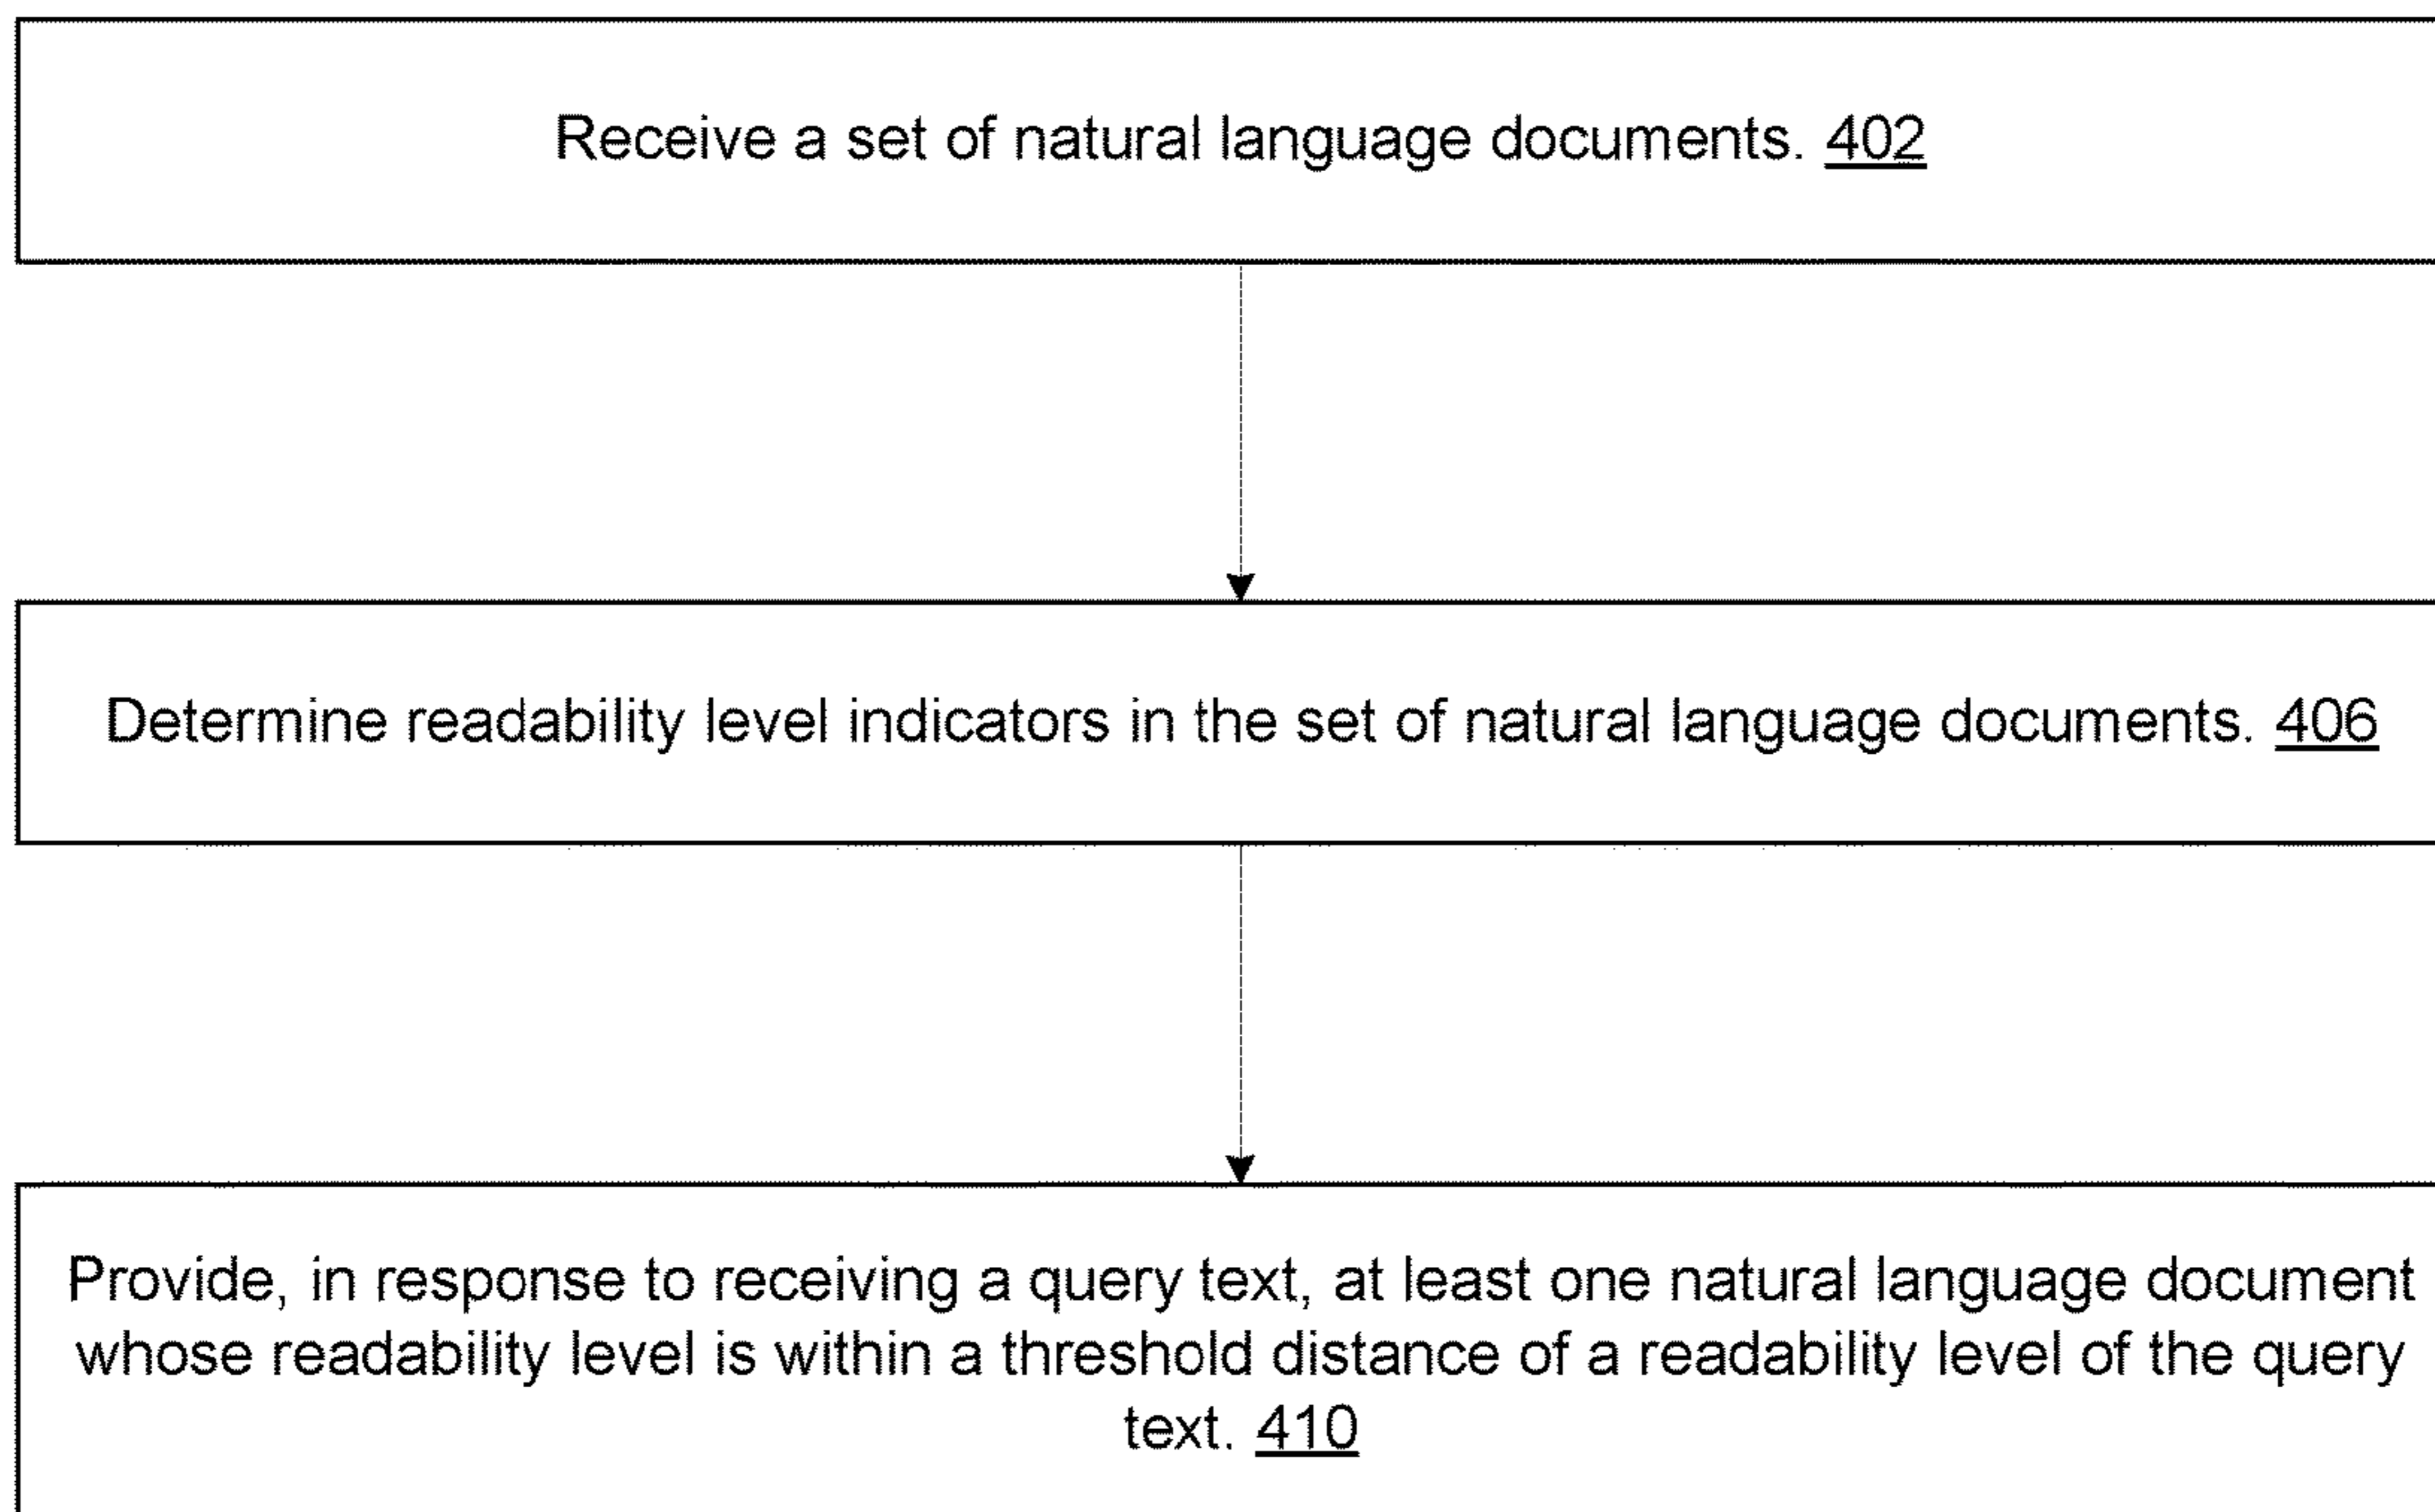 Receive a set of natural language documents. 402
Determine readability level indicators in the set of natural language documents. 406
Provide, in response to receiving a query text, at least one natural language document
whose readability level is within a threshold distance of a readability level of the query
text. 410